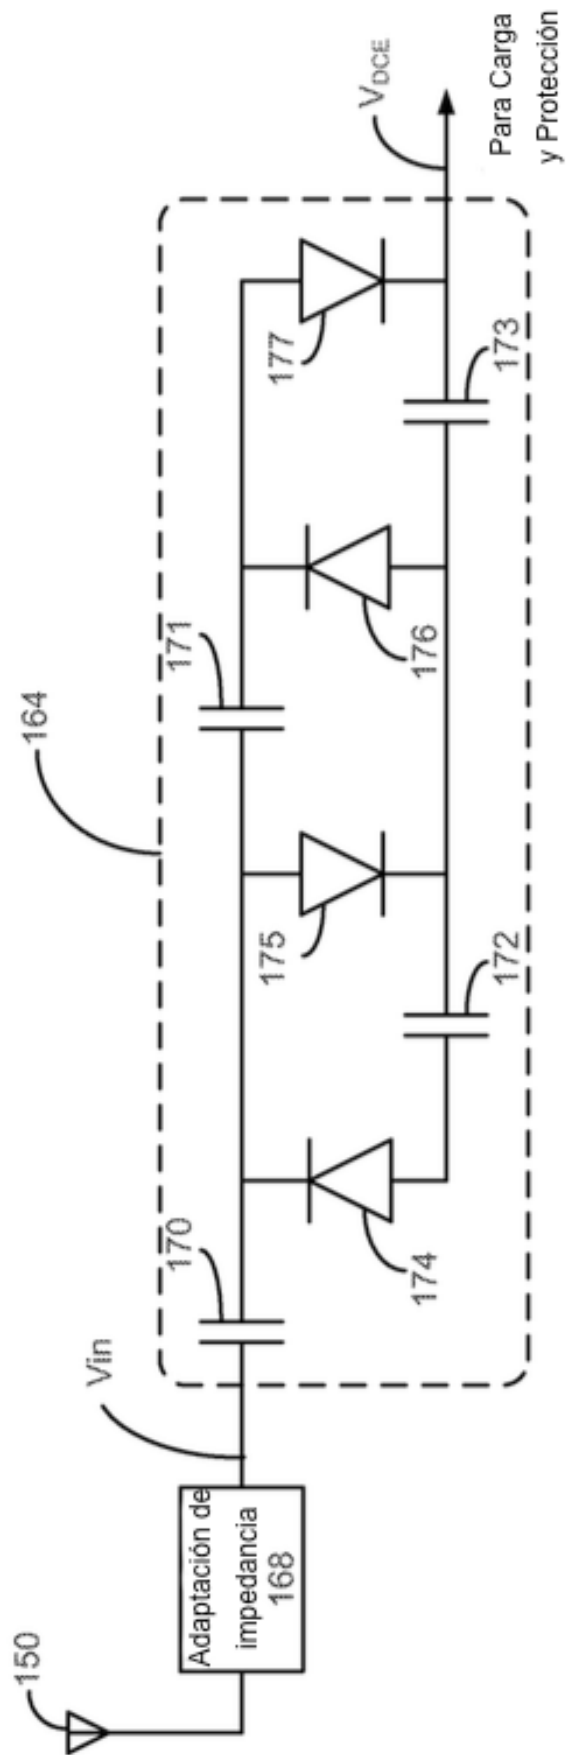 150
Adaptación de
impedancia
168
Vin
164
170
171
174
175
176
177
172
173
VDCE
Para Carga
y Protección